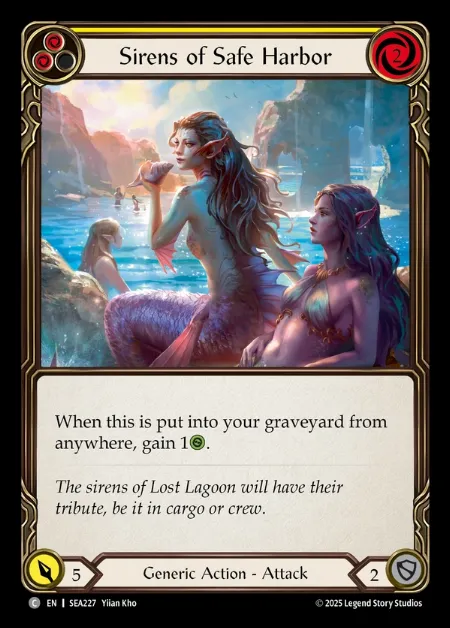 Sirens of Safe Harbor
2
When this is put into your graveyard from
anywhere, gain 1.
The sirens of Lost Lagoon will have their
tribute, be it in cargo or crew.
5
Generic Action - Attack
2
C EN | SEA227 Yiian Kho
© 2025 Legend Story Studios